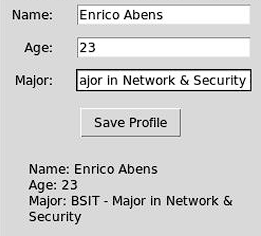 Name: Enrico Abens
Age: 23
Major: ajor in Network & Security
Save Profile
Name: Enrico Abens
Age: 23
Major: BSIT - Major in Network &
Security